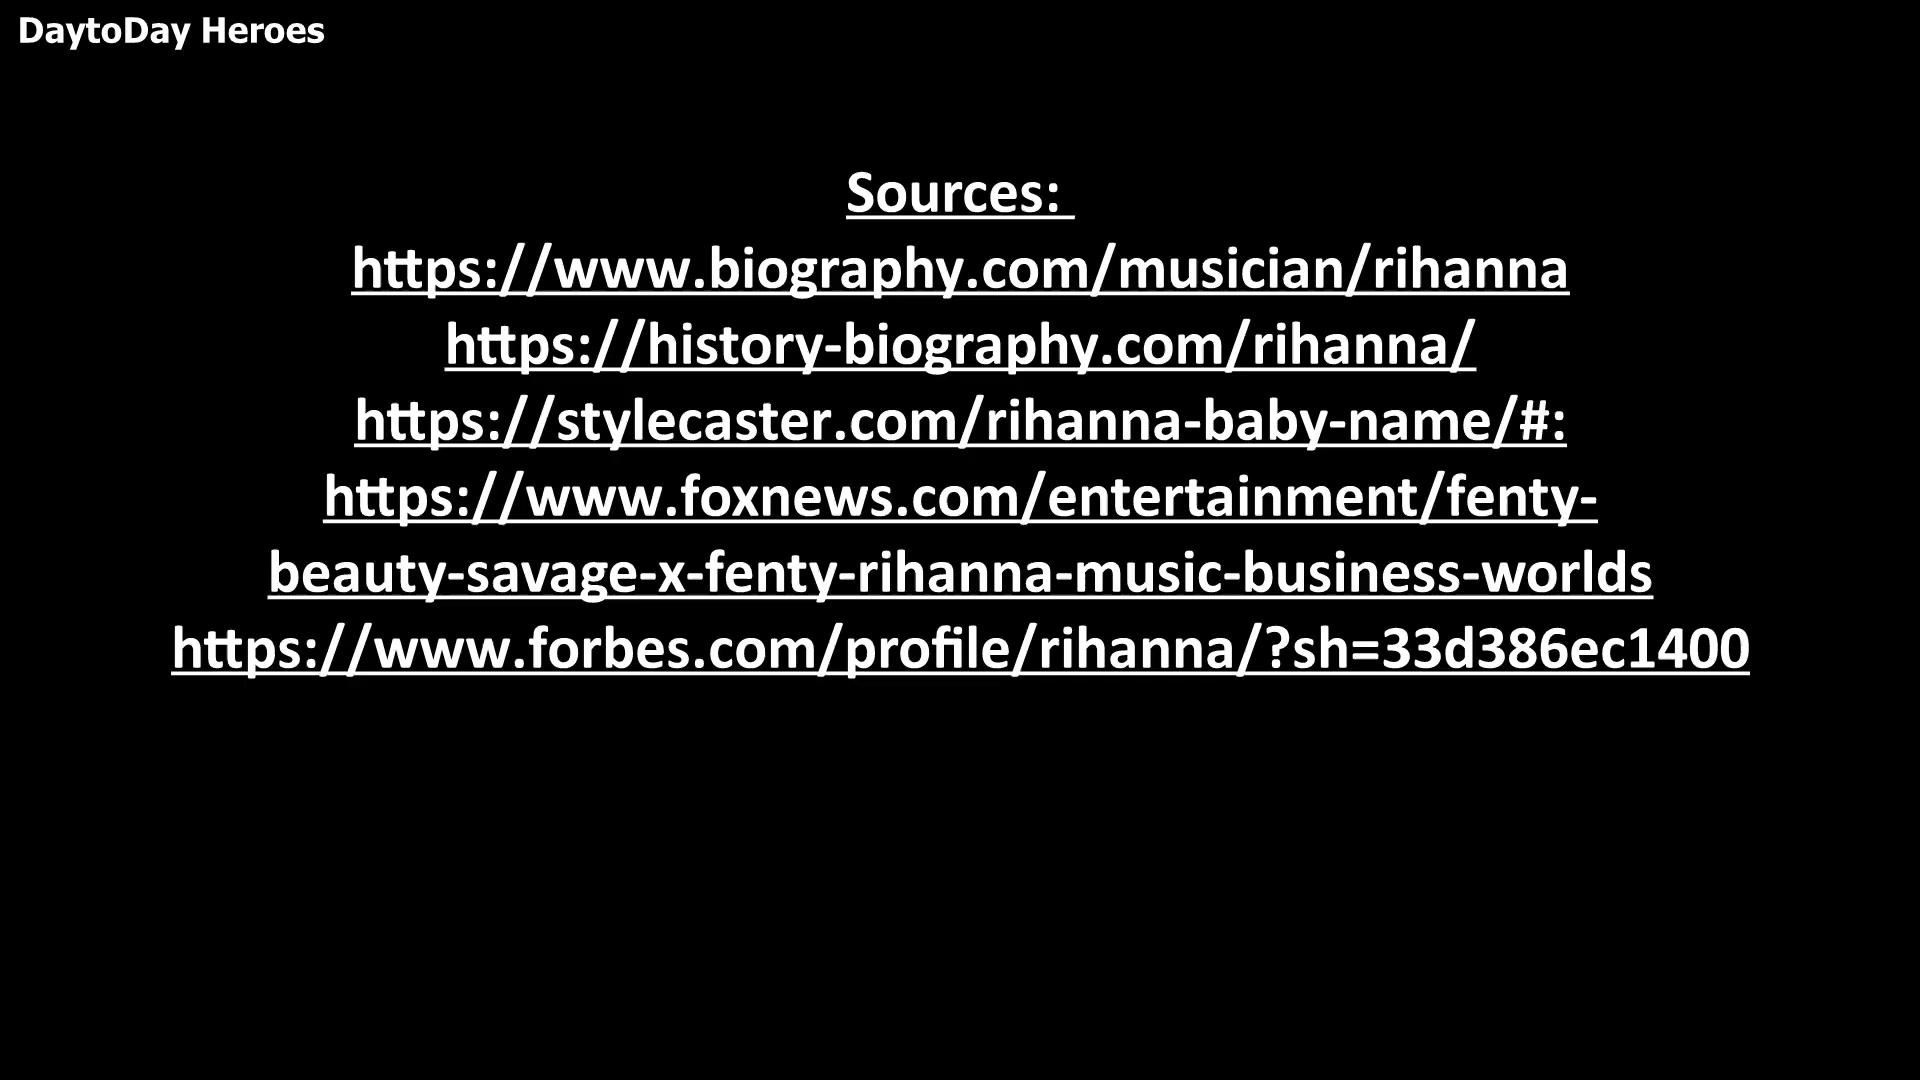 DaytoDay Heroes
Sources:
https://www.biography.com/musician/rihanna
https://history-biography.com/rihanna/
https://stylecaster.com/rihanna-baby-name/#:
https://www.foxnews.com/entertainment/fenty-
beauty-savage-x-fenty-rihanna-music-business-worlds
https://www.forbes.com/profile/rihanna/?sh=33d386ec1400